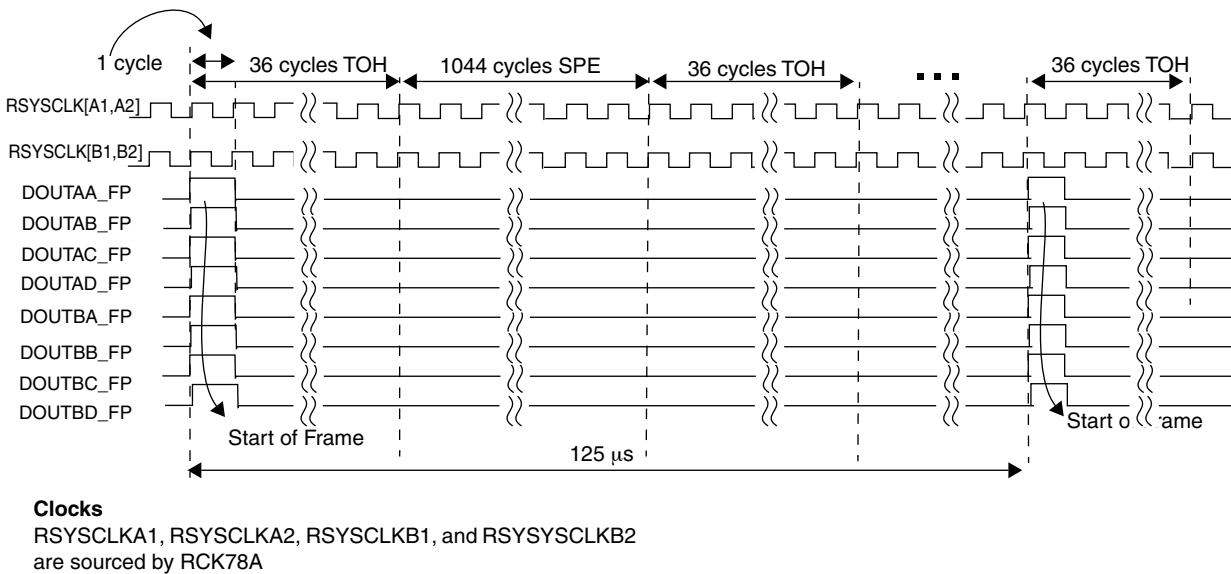 1 cycle
36 cycles TOH
1044 cycles SPE
36 cycles TOH
36 cycles TOH
RSYSCLK[A1,A2]
RSYSCLK[B1,B2]
DOUTAA_FP
DOUTAB_FP
DOUTAC_FP
DOUTAD_FP
DOUTBA_FP
DOUTBB_FP
DOUTBC_FP
DOUTBD_FP
Start of Frame
Start o ame
125 μs
Clocks
RSYSCLKA1, RSYSCLKA2, RSYSCLKB1, and RSYSYSCLKB2
are sourced by RCK78A